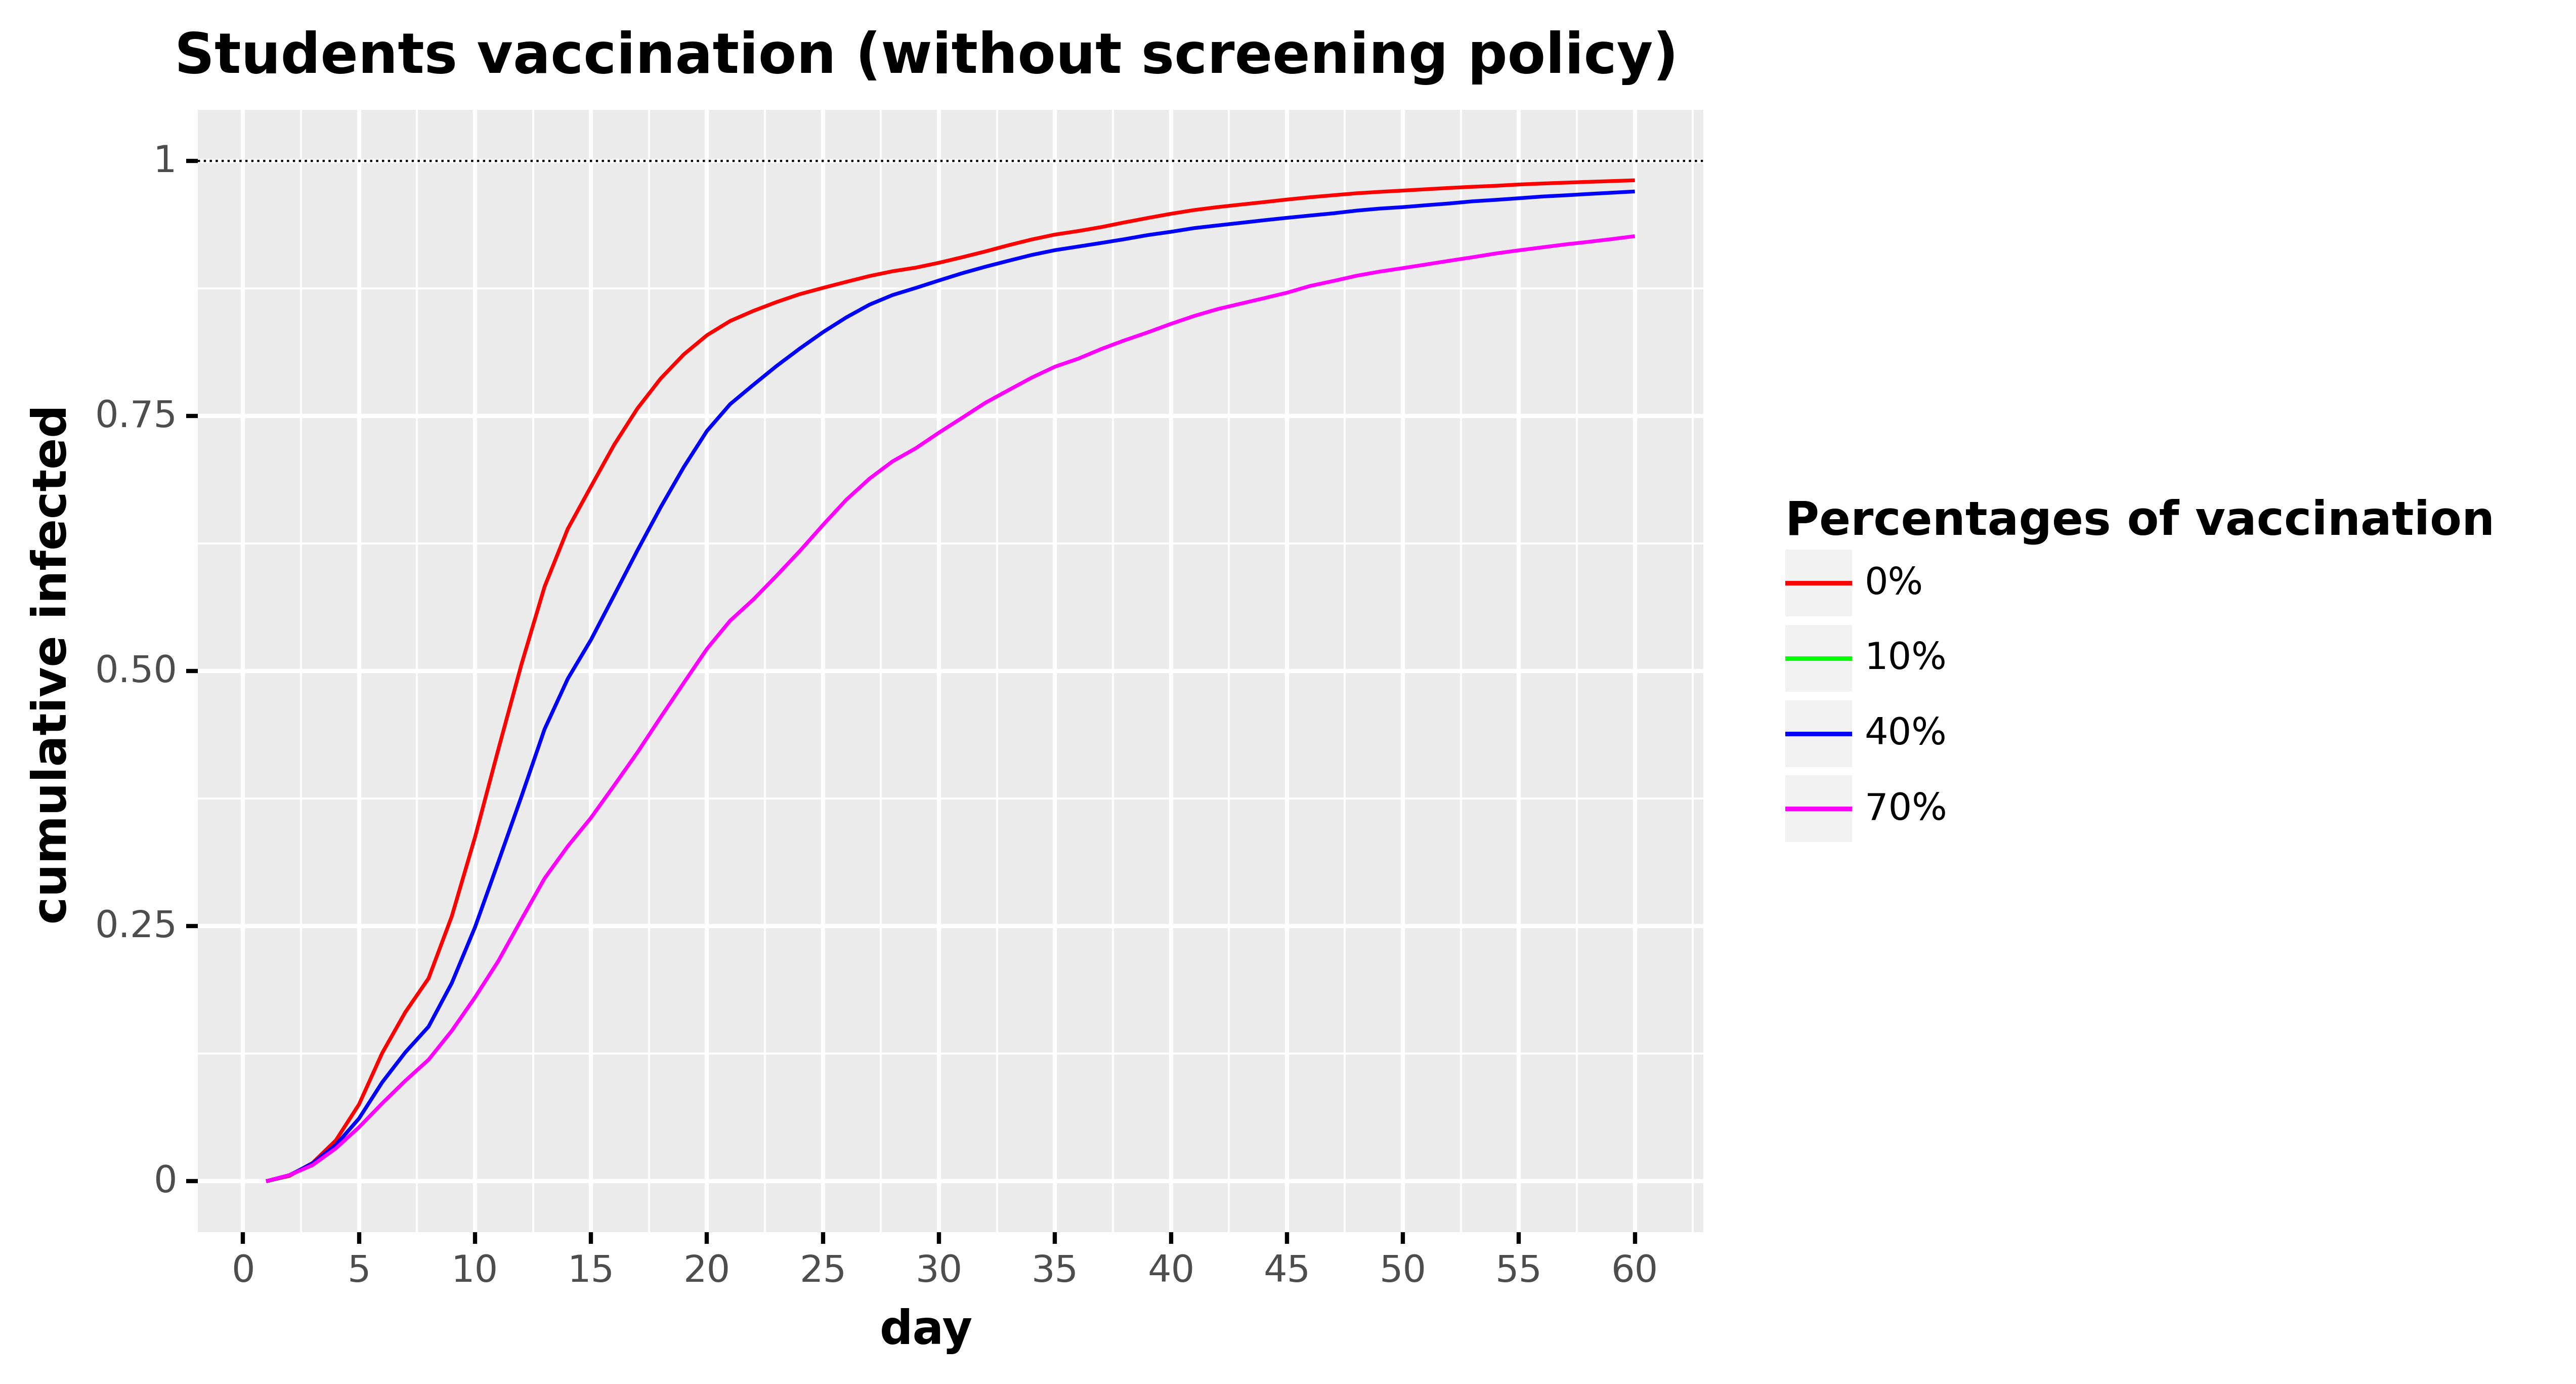 Students vaccination (without screening policy)
cumulative infected
1
0.75
0.50
0.25
0
0 5 10 15 20 25 30 35 40 45 50 55 60
day
Percentages of vaccination
0%
10%
40%
70%